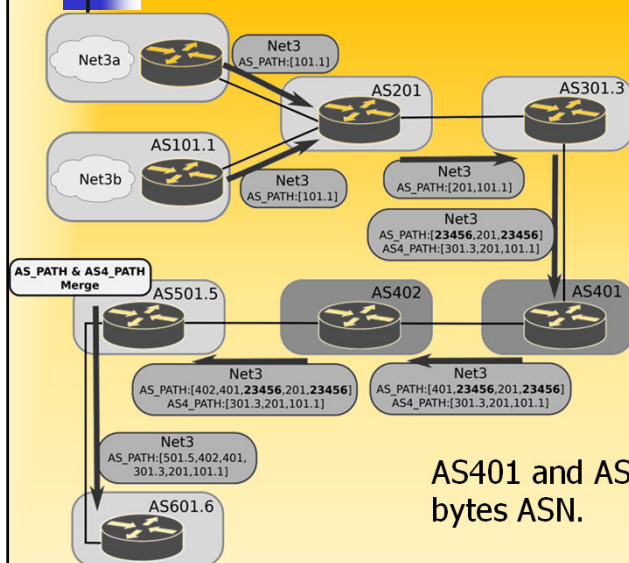 Net3a
Net3
AS_PATH:[101.1]
AS201
AS301.3
AS101.1
Net3b
Net3
AS_PATH:[101.1]
Net3
AS_PATH:[201,101.1]
Net3
AS_PATH:[23456,201,23456]
AS4_PATH:[301.3,201,101.1]
AS_PATH & AS4_PATH
Merge
AS501.5
AS402
AS401
Net3
AS_PATH:[402,401,23456,201,23456]
AS4_PATH:[301.3,201,101.1]
Net3
AS_PATH:[401,23456,201,23456]
AS4_PATH:[301.3,201,101.1]
Net3
AS_PATH:[501.5,402,401,
301.3,201,101.1]
AS601.6
AS401 and AS
bytes ASN.